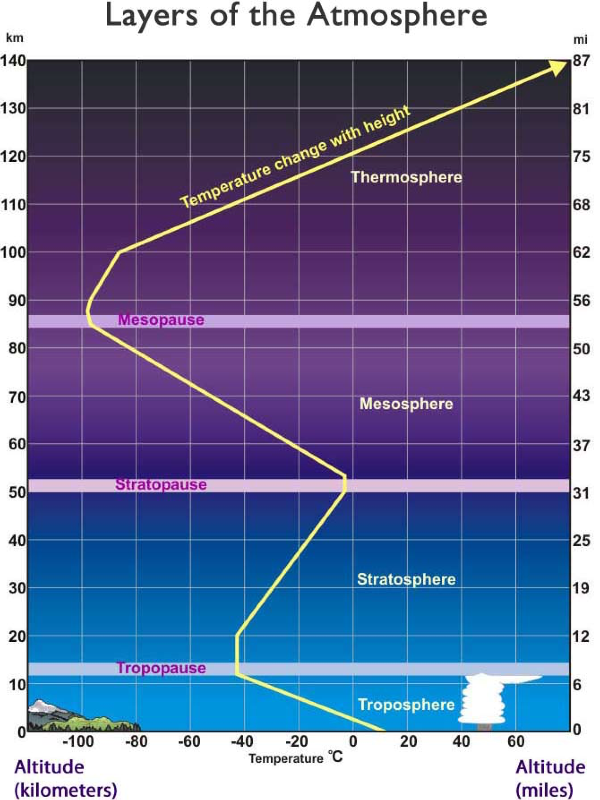 Layers of the Atmosphere
km mi
140 87
130 81
Temperature change with height
120 75
Thermosphere
110 68
100 62
90 56
Mesopause
80 50
70 43
Mesosphere
60 37
Stratopause
50 31
40 25
Stratosphere
30 19
20 12
Tropopause
10 6
Troposphere
0 0
-100 -80 -60 -40 -20 0 20 40 60
Temperature °C
Altitude
(kilometers)
Altitude
(miles)